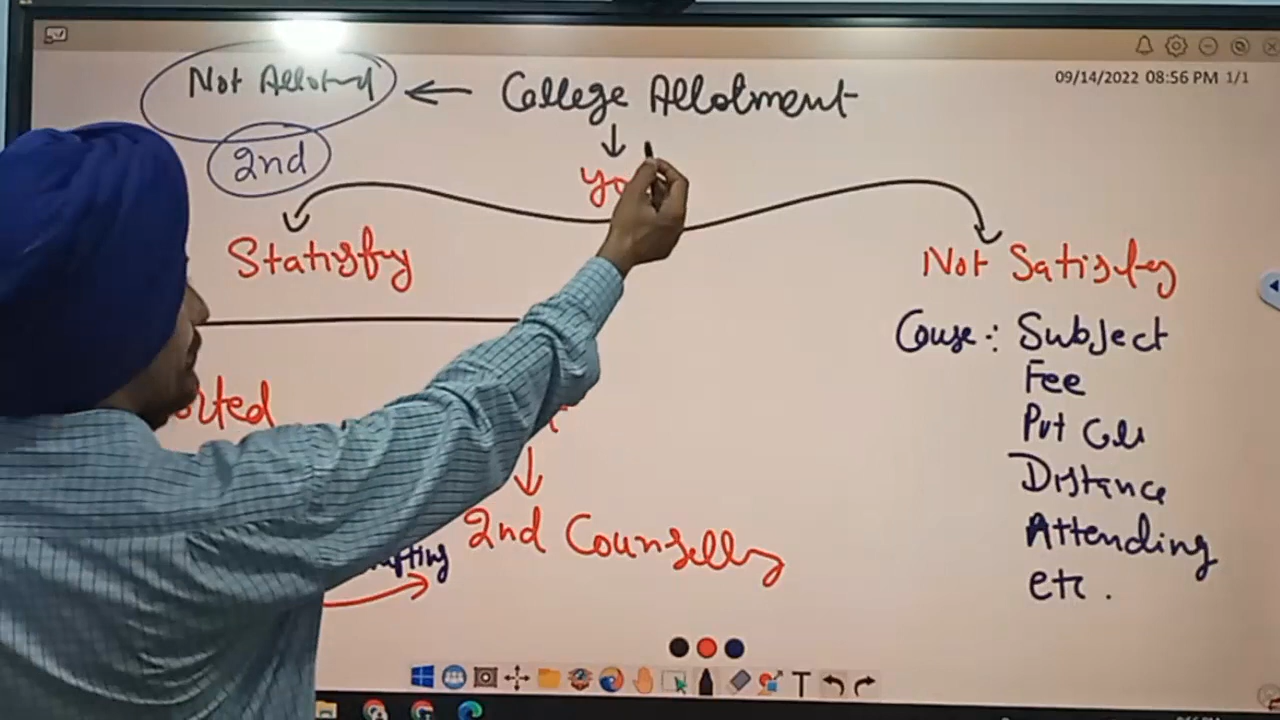 Not Alloted ← College Allotment
09/14/2022 08:56 PM 1/1
2nd
Statisfy
Not Satisfy
Couse :- Subject
Fee
Pvt Clg
Distance
2nd Counselling
Attending
etc.
T